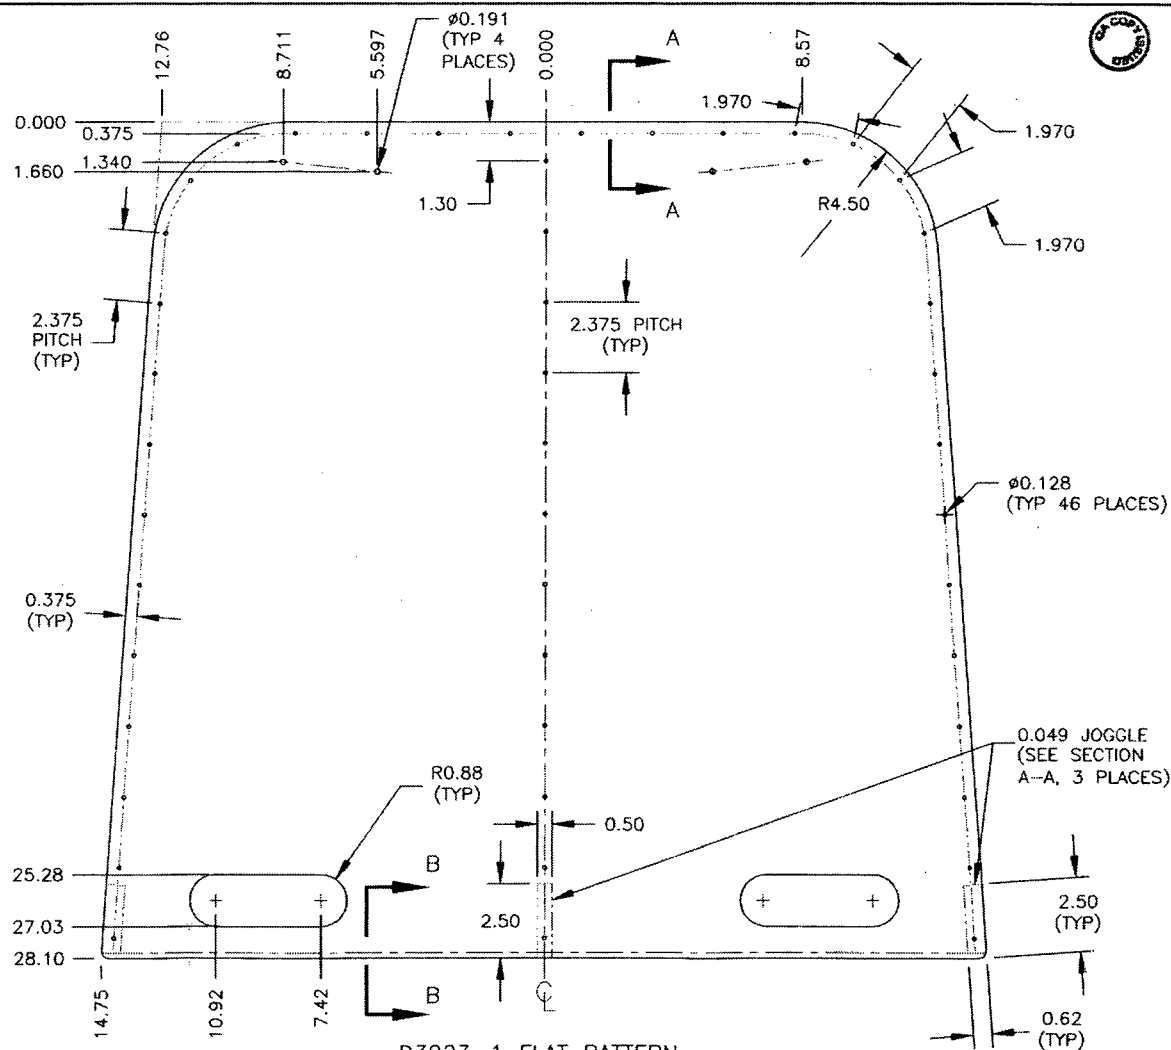 12.76
8.711
5.597
ø0.191
(TYP 4
PLACES)
0.000
A
8.57
QA COPY ISSUED
0.000
0.375
1.340
1.660
1.970
1.970
1.30
A
R4.50
1.970
2.375
PITCH
(TYP)
2.375 PITCH
(TYP)
ø0.128
(TYP 46 PLACES)
0.375
(TYP)
0.049 JOGGLE
(SEE SECTION
A-A, 3 PLACES)
R0.88
(TYP)
0.50
25.28
B
2.50
2.50
(TYP)
27.03
28.10
14.75
10.92
7.42
B
CL
0.62
(TYP)